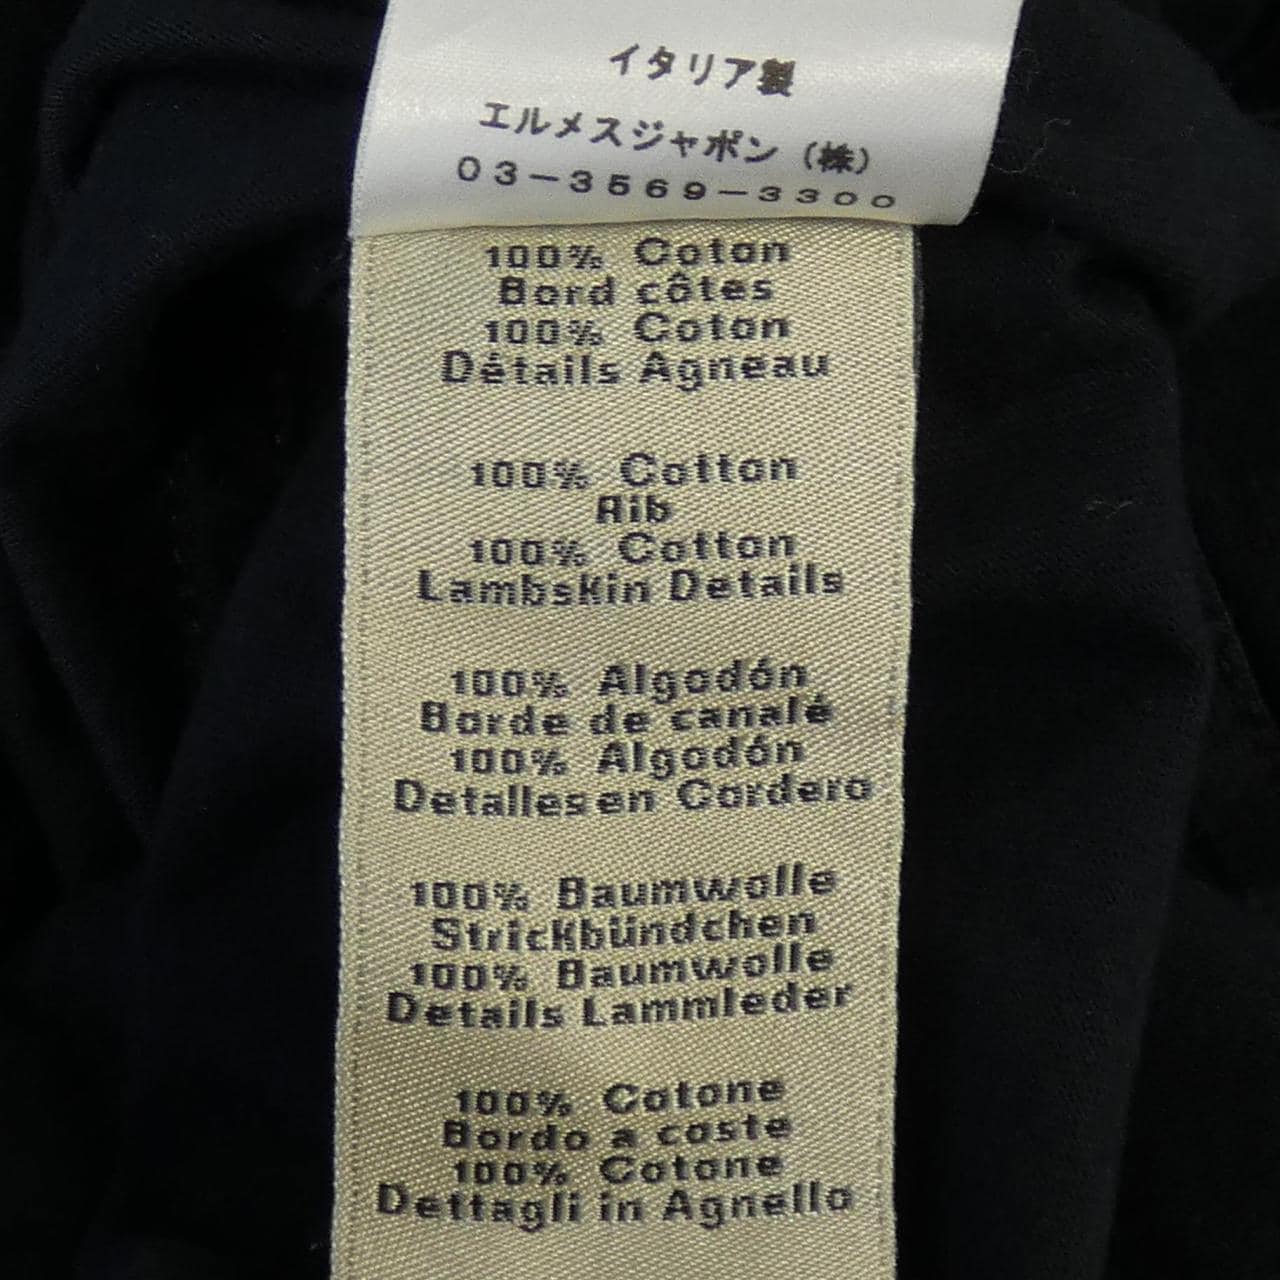 イタリア製
エルメスジャポン（株）
０３－３５６９－３３００
100% Coton
Bord côtes
100% Coton
Détails Agneau
100% Cotton
Rib
100% Cotton
Lambskin Details
100% Algodón
Borde de canalé
100% Algodón
Detalles en Cordero
100% Baumwolle
Strickbündchen
100% Baumwolle
Details Lammleder
100% Cotone
Bordo a coste
100% Cotone
Dettagli in Agnello